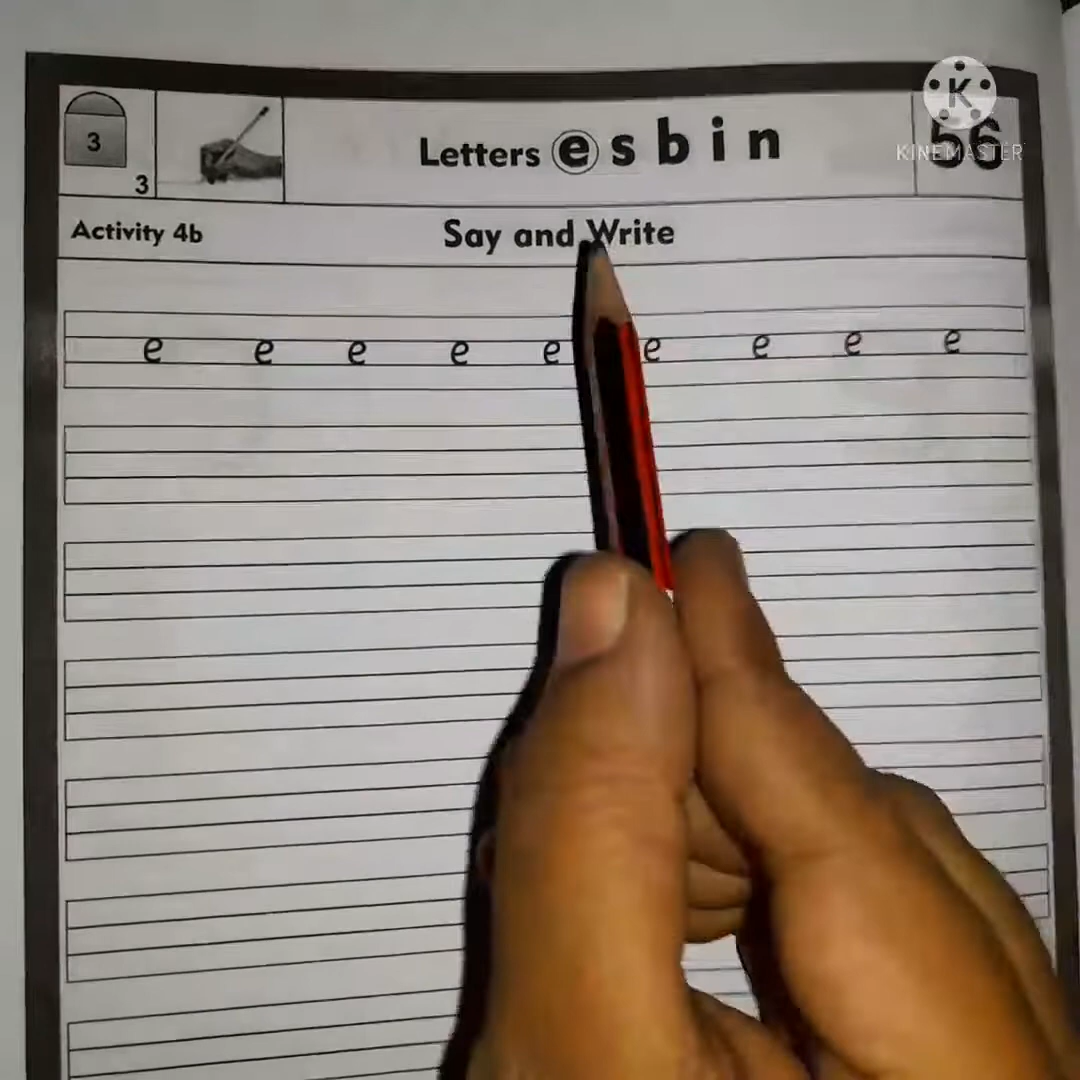 3
3
Letters e s b i n
56
K
KINEMASTER
Activity 4b
Say and Write
e e e e e e e e e